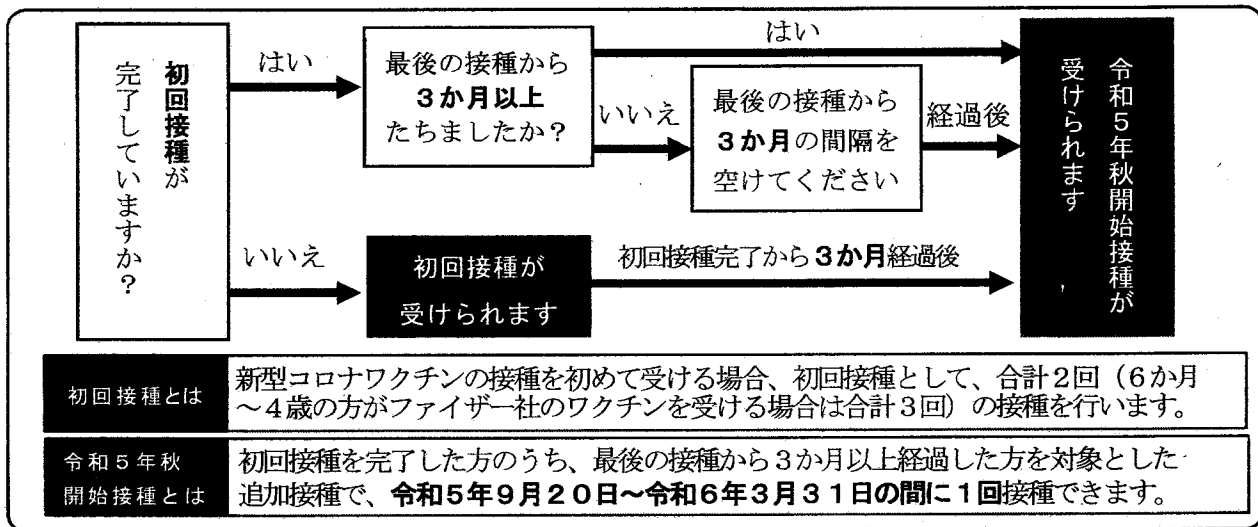 初回接種が
完了していますか？
はい
最後の接種から
３か月以上
たちましたか？
はい
いいえ
最後の接種から
３か月の間隔を
空けてください
経過後
令和５年秋開始接種が
受けられます
いいえ
初回接種が
受けられます
初回接種完了から３か月経過後
初回接種とは
新型コロナワクチンの接種を初めて受ける場合、初回接種として、合計２回（６か月
～４歳の方がファイザー社のワクチンを受ける場合は合計３回）の接種を行います。
令和５年秋
開始接種とは
初回接種を完了した方のうち、最後の接種から３か月以上経過した方を対象とした
追加接種で、令和５年９月２０日～令和６年３月３１日の間に１回接種できます。